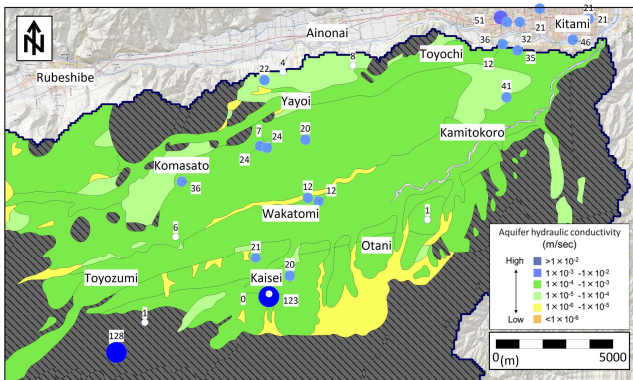 N
21
51
Kitami
21
21
Ainonai
36
32
46
Toyochi
35
8
4
12
22
Rubeshibe
41
Yayoi
Kamitokoro
7
24
20
24
Komasato
36
12
12
Wakatomi
1
6
Otani
21
Kaisei
20
Toyozumi
0
123
1
128
Aquifer hydraulic conductivity
(m/sec)
High
>1 × 10-2
1 × 10-3 -1 × 10-2
1 × 10-4 -1 × 10-3
1 × 10-5 -1 × 10-4
1 × 10-6 -1 × 10-5
Low
<1 × 10-6
0 (m) 5000